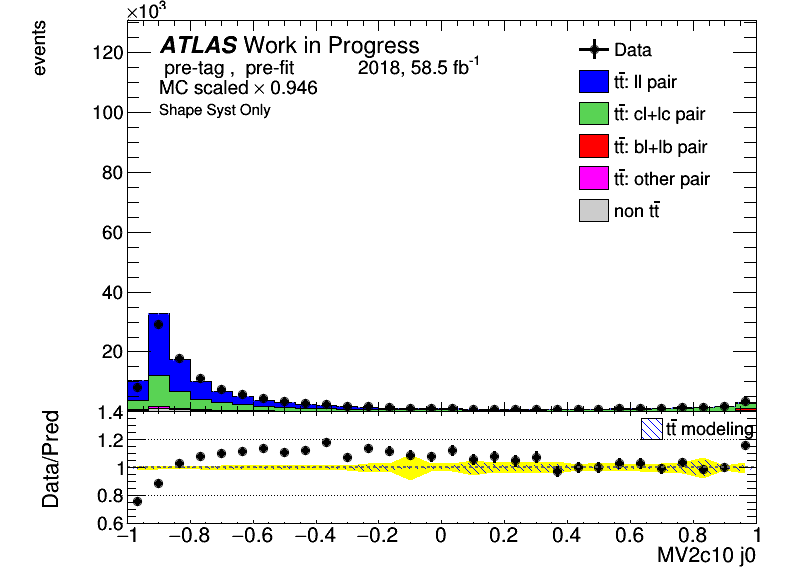 ×10³
events
120
100
80
60
40
20
ATLAS Work in Progress
pre-tag , pre-fit 2018, 58.5 fb⁻¹
MC scaled × 0.946
Shape Syst Only
Data
tt̄: ll pair
tt̄: cl+lc pair
tt̄: bl+lb pair
tt̄: other pair
non tt̄
Data/Pred
1.4
1.2
1
0.8
0.6
tt̄ modeling
−1 −0.8 −0.6 −0.4 −0.2 0 0.2 0.4 0.6 0.8 1
MV2c10 j0